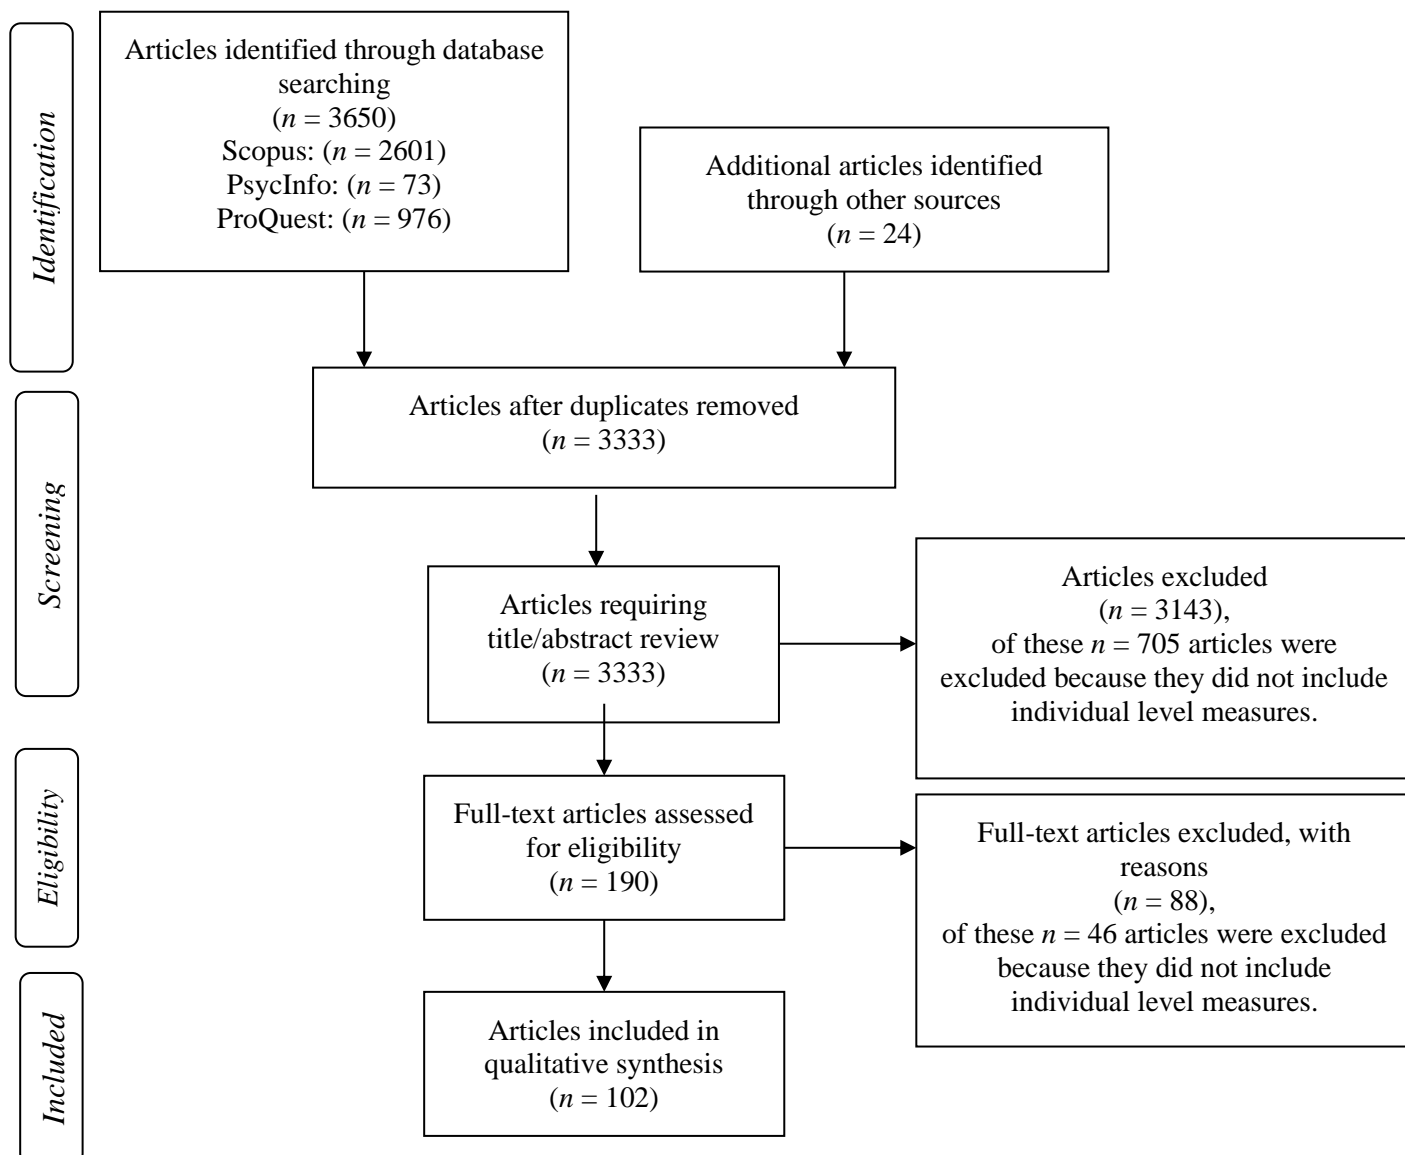 Identification
Articles identified through database
searching
(n = 3650)
Scopus: (n = 2601)
PsycInfo: (n = 73)
ProQuest: (n = 976)
Additional articles identified
through other sources
(n = 24)
Screening
Articles after duplicates removed
(n = 3333)
Articles requiring
title/abstract review
(n = 3333)
Articles excluded
(n = 3143),
of these n = 705 articles were
excluded because they did not include
individual level measures.
Eligibility
Full-text articles assessed
for eligibility
(n = 190)
Full-text articles excluded, with
reasons
(n = 88),
of these n = 46 articles were excluded
because they did not include
individual level measures.
Included
Articles included in
qualitative synthesis
(n = 102)